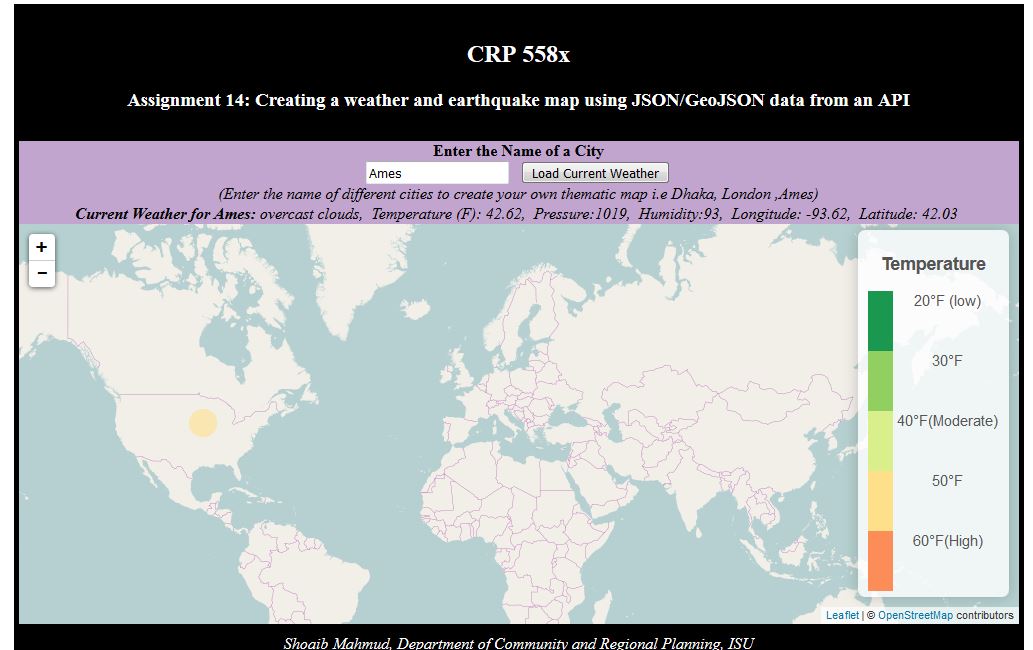 CRP 558x
Assignment 14: Creating a weather and earthquake map using JSON/GeoJSON data from an API
Enter the Name of a City
Ames Load Current Weather
(Enter the name of different cities to create your own thematic map i.e Dhaka, London ,Ames)
Current Weather for Ames: overcast clouds, Temperature (F): 42.62, Pressure:1019, Humidity:93, Longitude: -93.62, Latitude: 42.03
+
−
Temperature
20°F (low)
30°F
40°F(Moderate)
50°F
60°F(High)
Leaflet | © OpenStreetMap contributors
Shoaib Mahmud, Department of Community and Regional Planning, ISU